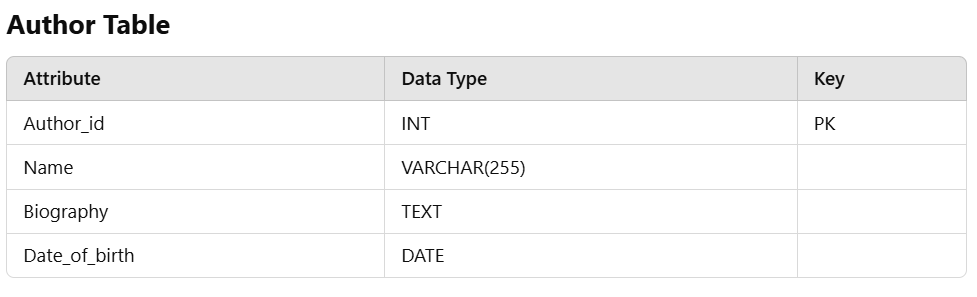 Author Table
Attribute Data Type Key
Author_id INT PK
Name VARCHAR(255)
Biography TEXT
Date_of_birth DATE